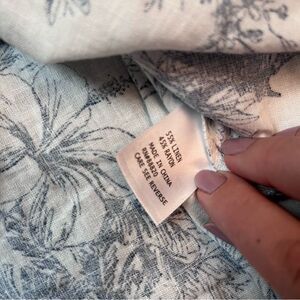 55% LINEN
45% RAYON
MADE IN CHINA
CARE SEE REVERSE